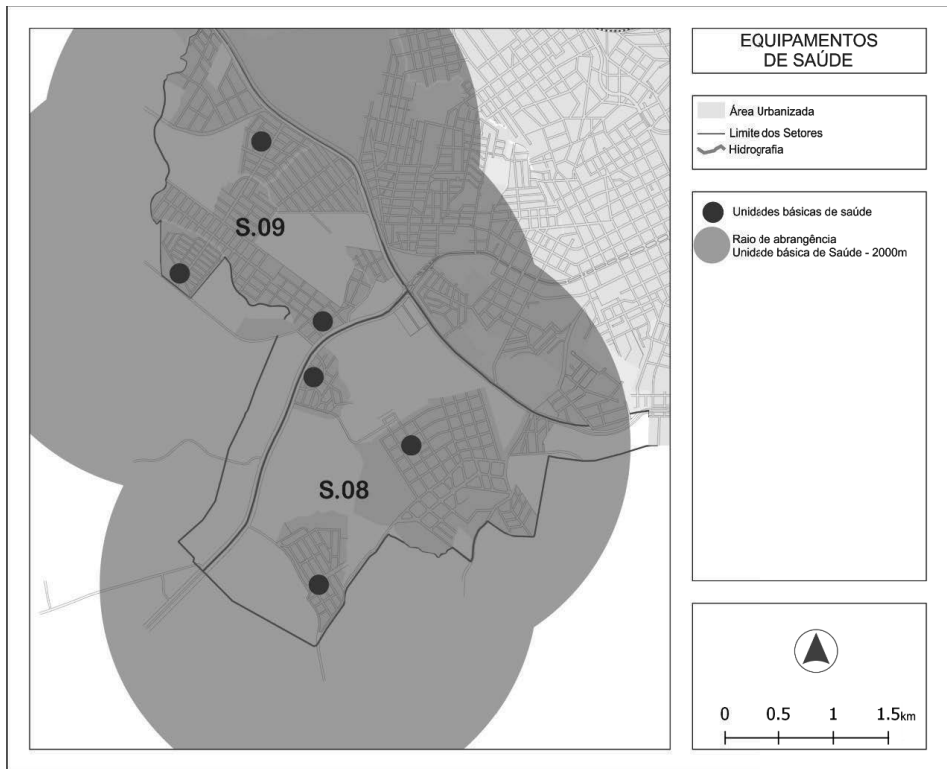 EQUIPAMENTOS
DE SAÚDE
Área Urbanizada
Limite dos Setores
Hidrografia
Unidades básicas de saúde
Raio de abrangência
Unidade básica de Saúde - 2000m
S.09
S.08
0 0.5 1 1.5km